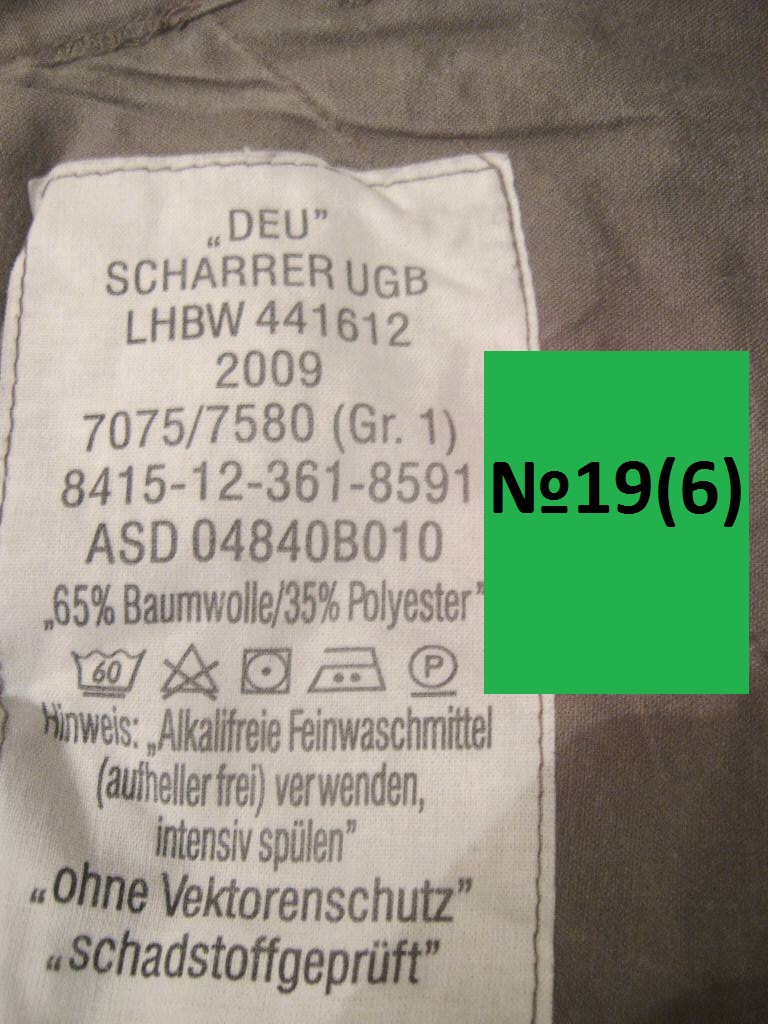 „DEU”
SCHARRER UGB
LHBW 441612
2009
7075/7580 (Gr. 1)
8415-12-361-8591
ASD 04840B010
„65% Baumwolle/35% Polyester”
60 P
Hinweis: „Alkalifreie Feinwaschmittel
(aufheller frei) verwenden,
intensiv spülen”
„ohne Vektorenschutz”
„schadstoffgeprüft”
№19(6)